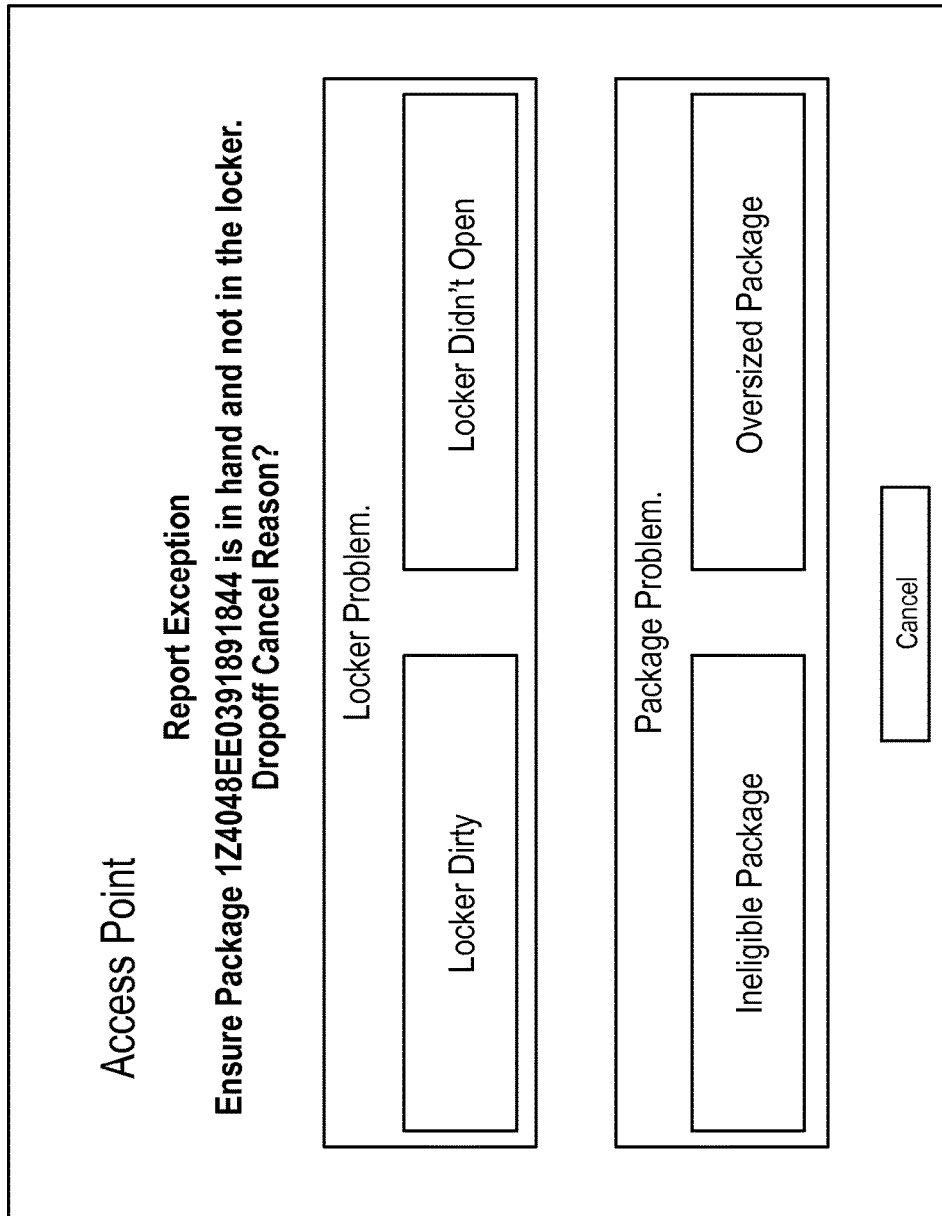 Access Point
Report Exception
Ensure Package 1Z4048EE0391891844 is in hand and not in the locker.
Dropoff Cancel Reason?
Locker Problem.
Locker Dirty
Locker Didn't Open
Package Problem.
Ineligible Package
Oversized Package
Cancel